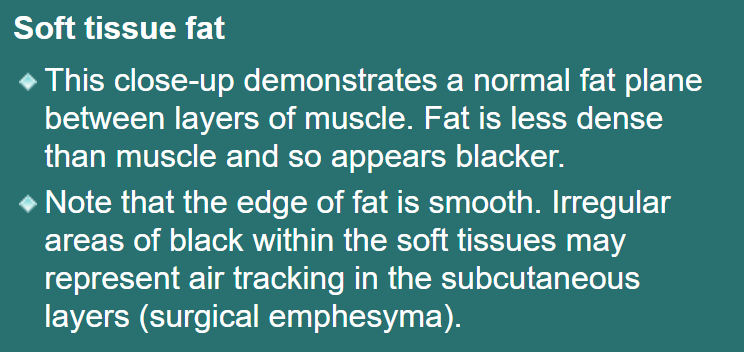 Soft tissue fat
This close-up demonstrates a normal fat plane
between layers of muscle. Fat is less dense
than muscle and so appears blacker.
Note that the edge of fat is smooth. Irregular
areas of black within the soft tissues may
represent air tracking in the subcutaneous
layers (surgical emphesyma).